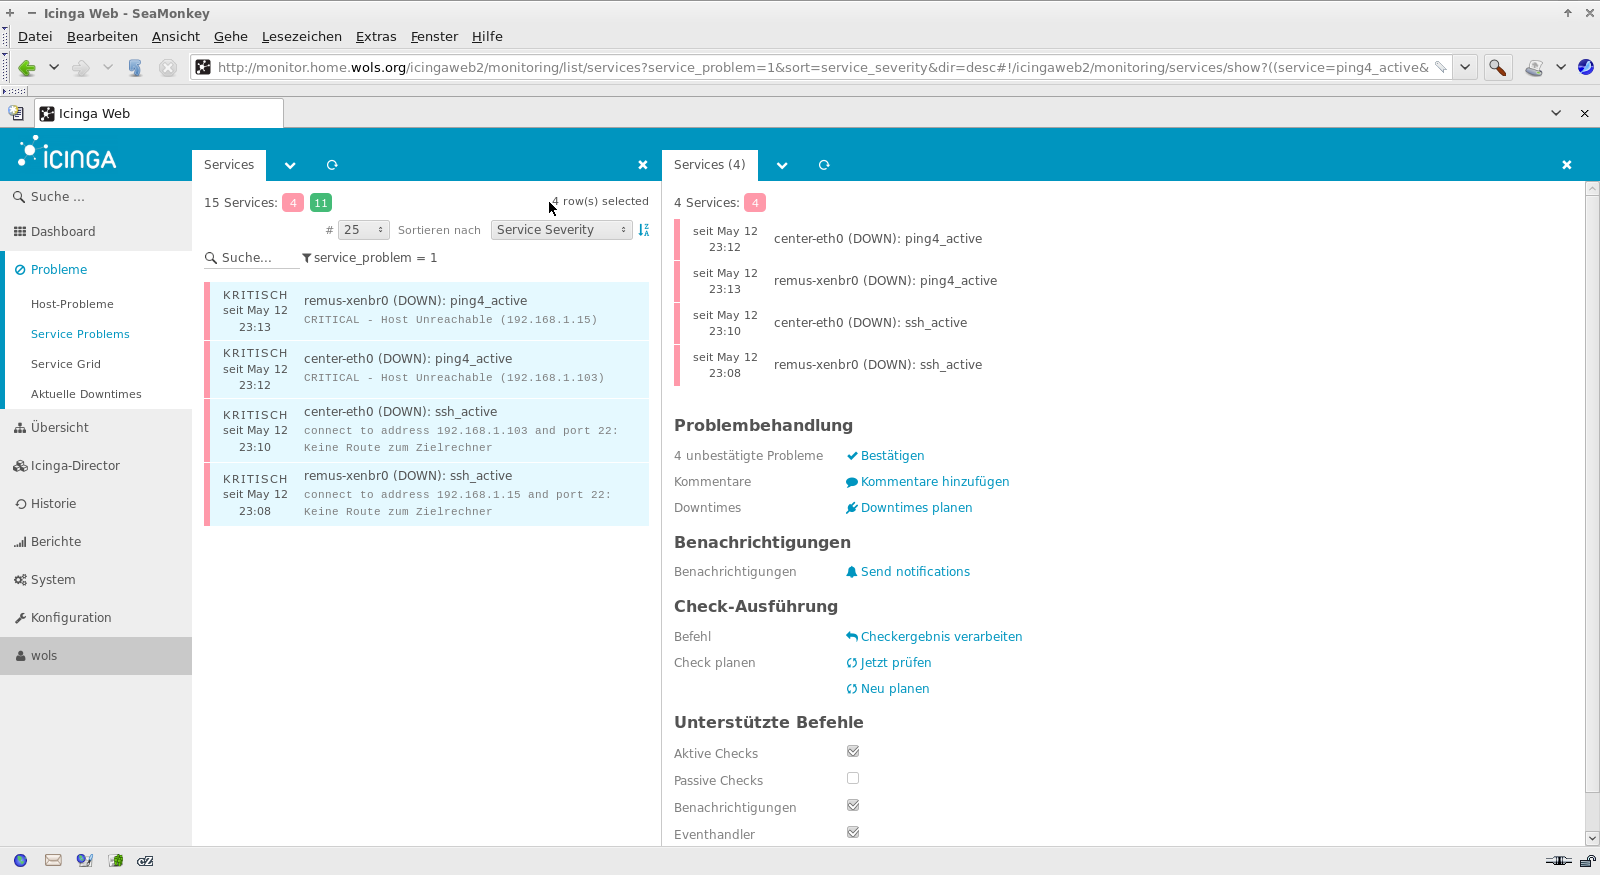 Icinga Web - SeaMonkey
Datei Bearbeiten Ansicht Gehe Lesezeichen Extras Fenster Hilfe
http://monitor.home.wols.org/icingaweb2/monitoring/list/services?service_problem=1&sort=service_severity&dir=desc#!/icingaweb2/monitoring/services/show?((service=ping4_active&
Icinga Web
iCINGA
Suche ...
Dashboard
Probleme
Host-Probleme
Service Problems
Service Grid
Aktuelle Downtimes
Übersicht
Icinga-Director
Historie
Berichte
System
Konfiguration
wols
Services
15 Services: 4 11
4 row(s) selected
# 25 Sortieren nach Service Severity
Suche... service_problem = 1
KRITISCH
seit May 12
23:13
remus-xenbr0 (DOWN): ping4_active
CRITICAL - Host Unreachable (192.168.1.15)
KRITISCH
seit May 12
23:12
center-eth0 (DOWN): ping4_active
CRITICAL - Host Unreachable (192.168.1.103)
KRITISCH
seit May 12
23:10
center-eth0 (DOWN): ssh_active
connect to address 192.168.1.103 and port 22:
Keine Route zum Zielrechner
KRITISCH
seit May 12
23:08
remus-xenbr0 (DOWN): ssh_active
connect to address 192.168.1.15 and port 22:
Keine Route zum Zielrechner
Services (4)
4 Services: 4
seit May 12
23:12
center-eth0 (DOWN): ping4_active
seit May 12
23:13
remus-xenbr0 (DOWN): ping4_active
seit May 12
23:10
center-eth0 (DOWN): ssh_active
seit May 12
23:08
remus-xenbr0 (DOWN): ssh_active
Problembehandlung
4 unbestätigte Probleme Bestätigen
Kommentare Kommentare hinzufügen
Downtimes Downtimes planen
Benachrichtigungen
Benachrichtigungen Send notifications
Check-Ausführung
Befehl Checkergebnis verarbeiten
Check planen Jetzt prüfen
Neu planen
Unterstützte Befehle
Aktive Checks
Passive Checks
Benachrichtigungen
Eventhandler